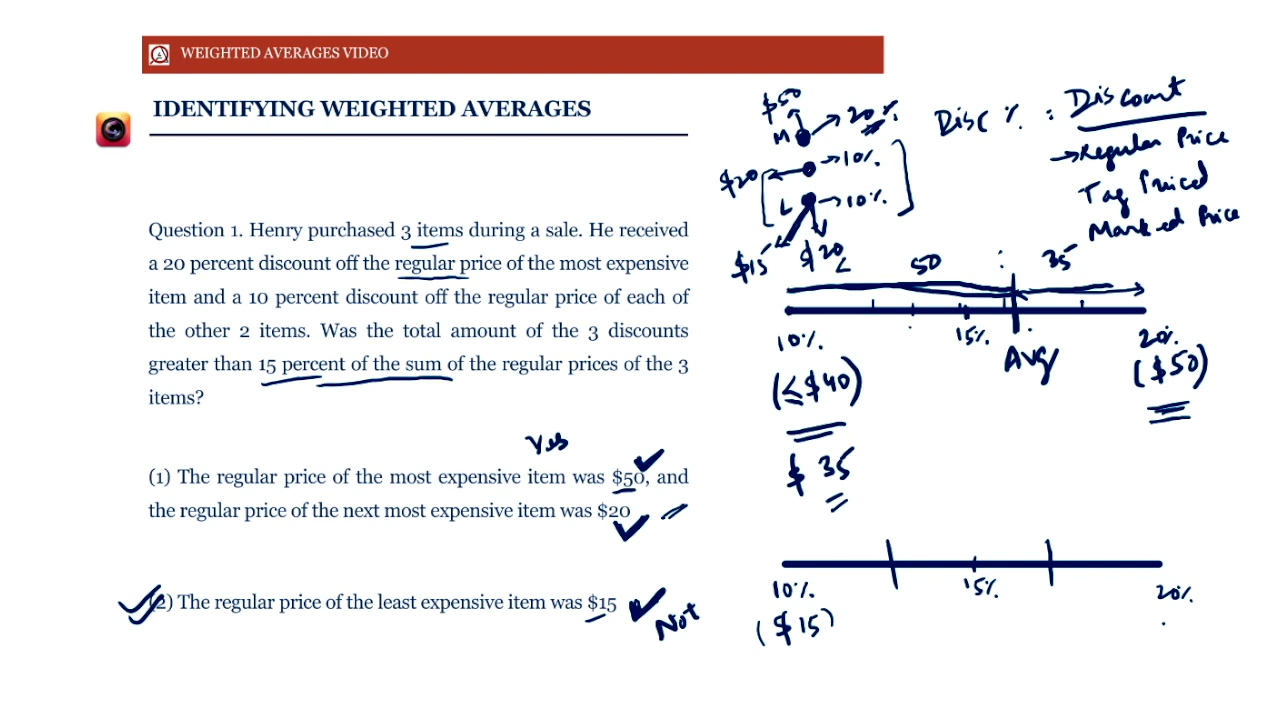 WEIGHTED AVERAGES VIDEO
IDENTIFYING WEIGHTED AVERAGES
Question 1. Henry purchased 3 items during a sale. He received
a 20 percent discount off the regular price of the most expensive
item and a 10 percent discount off the regular price of each of
the other 2 items. Was the total amount of the 3 discounts
greater than 15 percent of the sum of the regular prices of the 3
items?
Yes
(1) The regular price of the most expensive item was $50, and
the regular price of the next most expensive item was $20
(2) The regular price of the least expensive item was $15
Not
$50
M 20%
$20 10%
L 10%
$15 $20
L
Disc % : Discount
Regular Price
Tag Priced
Marked Price
50 35
10% 15% 20%
Avg
(≤$40) ($50)
$35
10% 15% 20%
($15)